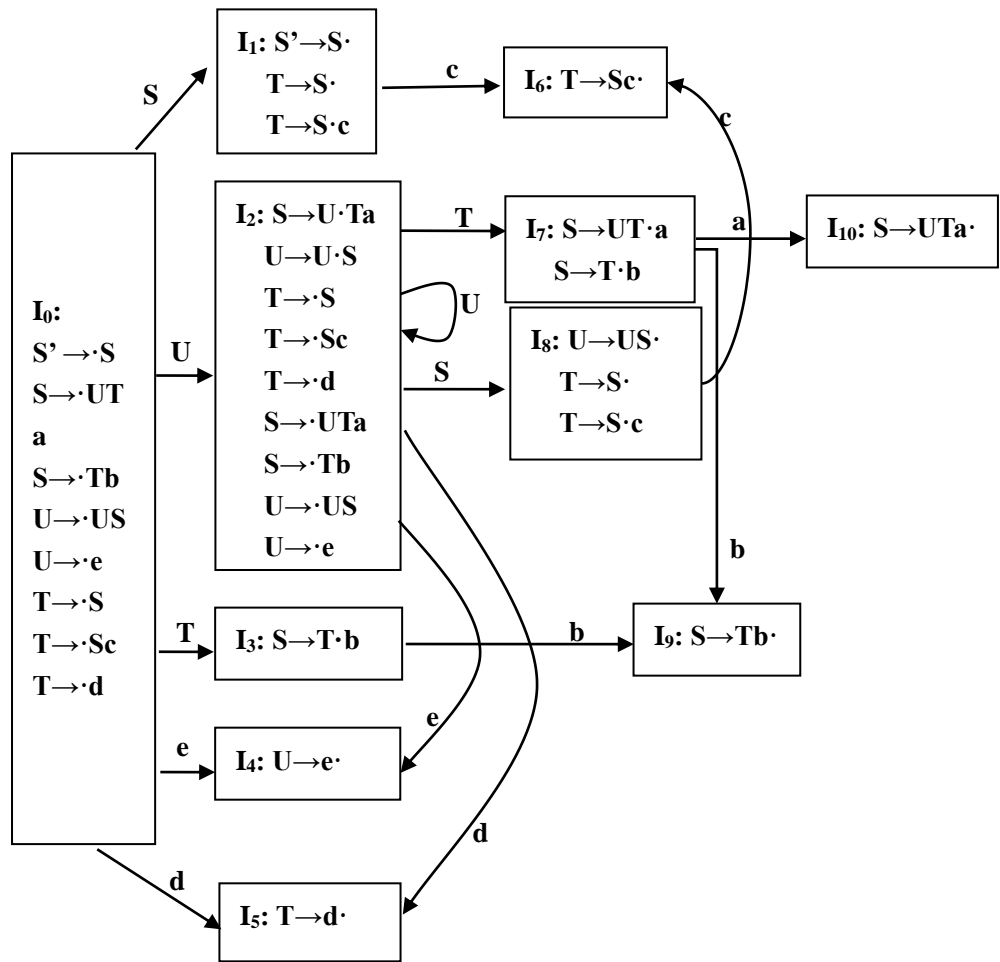 I₁: S'→S·
T→S·
T→S·c
c
I₆: T→Sc·
S
c
I₀:
S' →·S
S→·UT
a
S→·Tb
U→·US
U→·e
T→·S
T→·Sc
T→·d
U
I₂: S→U·Ta
U→U·S
T→·S
T→·Sc
T→·d
S→·UTa
S→·Tb
U→·US
U→·e
T
U
S
I₇: S→UT·a
S→T·b
a
I₁₀: S→UTa·
I₈: U→US·
T→S·
T→S·c
b
T
I₃: S→T·b
b
I₉: S→Tb·
e
I₄: U→e·
e
d
I₅: T→d·
d